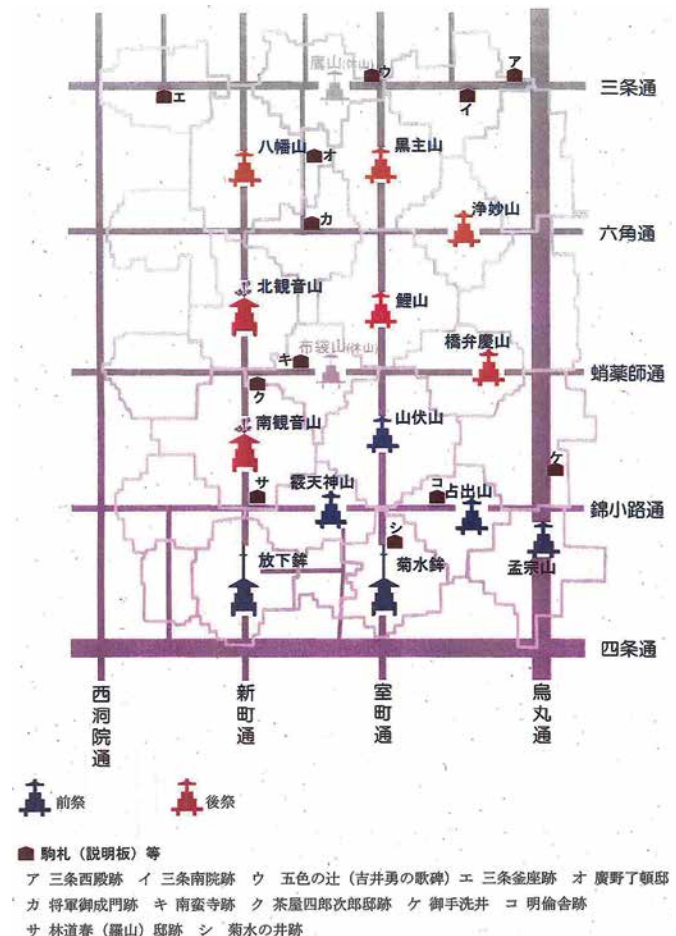 鷹山(休山)
ウ
ア
三条通
エ
イ
八幡山
オ
黒主山
カ
浄妙山
六角通
北観音山
鯉山
橋弁慶山
キ
布袋山(休山)
蛸薬師通
ク
南観音山
山伏山
ケ
サ
霰天神山
コ
占出山
錦小路通
シ
放下鉾
菊水鉾
孟宗山
四条通
西洞院通
新町通
室町通
烏丸通
前祭
後祭
駒札（説明板）等
ア 三条西殿跡 イ 三条南院跡 ウ 五色の辻（吉井勇の歌碑）エ 三条釜座跡 オ 廣野了頓邸
カ 将軍御成門跡 キ 南蛮寺跡 ク 茶屋四郎次郎邸跡 ケ 御手洗井 コ 明倫舎跡
サ 林道春（羅山）邸跡 シ 菊水の井跡